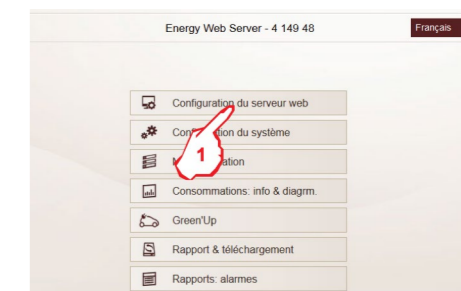 Energy Web Server - 4 149 48
Français
Configuration du serveur web
Configuration du système
1
Consommations: info & diagrm.
Green'Up
Rapport & téléchargement
Rapports: alarmes